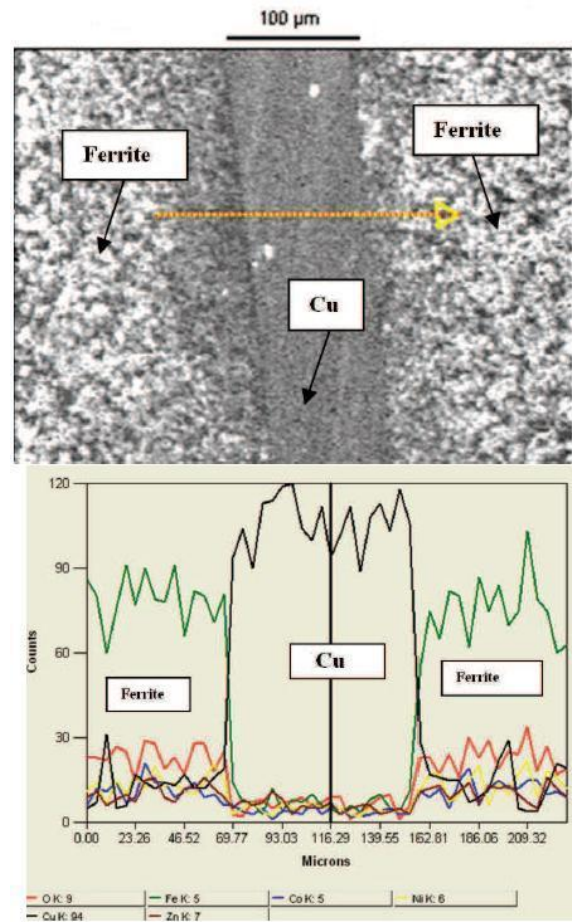 100 µm
Ferrite
Ferrite
Cu
120
90
60
30
0
Counts
Cu
Ferrite
Ferrite
0.00 23.26 46.52 69.77 93.03 116.29 139.55 162.81 186.06 209.32
Microns
O K: 9 Fe K: 5 Co K: 5 Ni K: 6
Cu K: 94 Zn K: 7